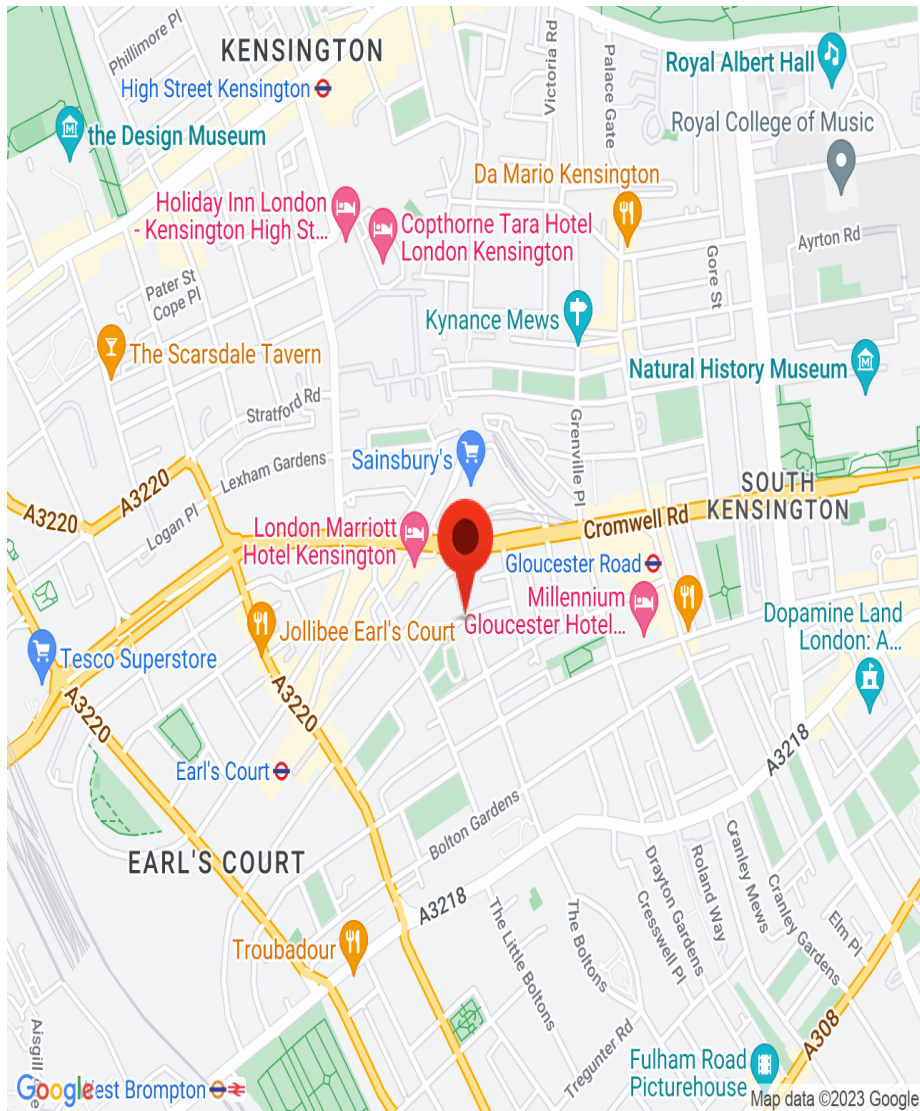 Phillimore Pl
KENSINGTON
High Street Kensington
Victoria Rd
Palace Gate
Royal Albert Hall
the Design Museum
Royal College of Music
Da Mario Kensington
Holiday Inn London
- Kensington High St...
Copthorne Tara Hotel
London Kensington
Ayrton Rd
Gore St
Pater St
Cope Pl
Kynance Mews
The Scarsdale Tavern
Natural History Museum
Stratford Rd
Grenville Pl
Lexham Gardens
Sainsbury's
A3220
A3220
Logan Pl
SOUTH
KENSINGTON
Cromwell Rd
London Marriott
Hotel Kensington
Gloucester Road
Millennium
Gloucester Hotel...
Jollibee Earl's Court
Dopamine Land
London: A...
Tesco Superstore
A3220
A3220
Earl's Court
A3218
Bolton Gardens
EARL'S COURT
A3218
Drayton Gardens
Cresswell Pl
Roland Way
Cranley Mews
Cranley Gardens
Elm Pl
Troubadour
The Little Boltons
The Boltons
Tregunter Rd
A308
Aisgill
Fulham Road
Picturehouse
Google
est Brompton
Map data ©2023 Google